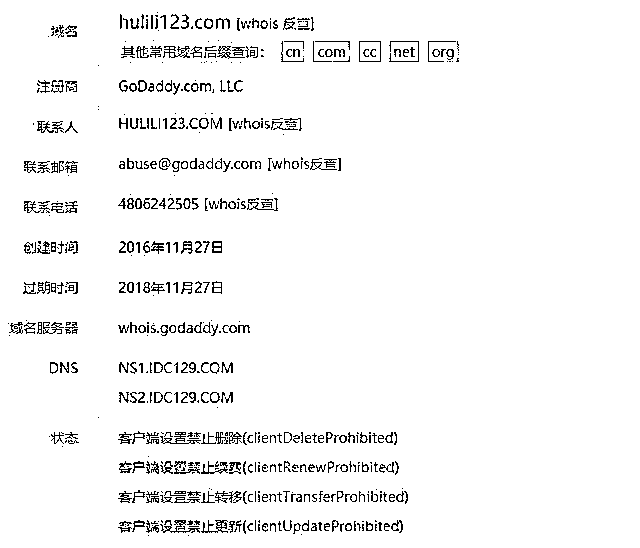 域名 hulili123.com [whois 反查]
其他常用域名后缀查询： cn com cc net org
注册商 GoDaddy.com, LLC
联系人 HULILI123.COM [whois反查]
联系邮箱 abuse@godaddy.com [whois反查]
联系电话 4806242505 [whois反查]
创建时间 2016年11月27日
过期时间 2018年11月27日
域名服务器 whois.godaddy.com
DNS NS1.IDC129.COM
NS2.IDC129.COM
状态 客户端设置禁止删除(clientDeleteProhibited)
客户端设置禁止续费(clientRenewProhibited)
客户端设置禁止转移(clientTransferProhibited)
客户端设置禁止更新(clientUpdateProhibited)